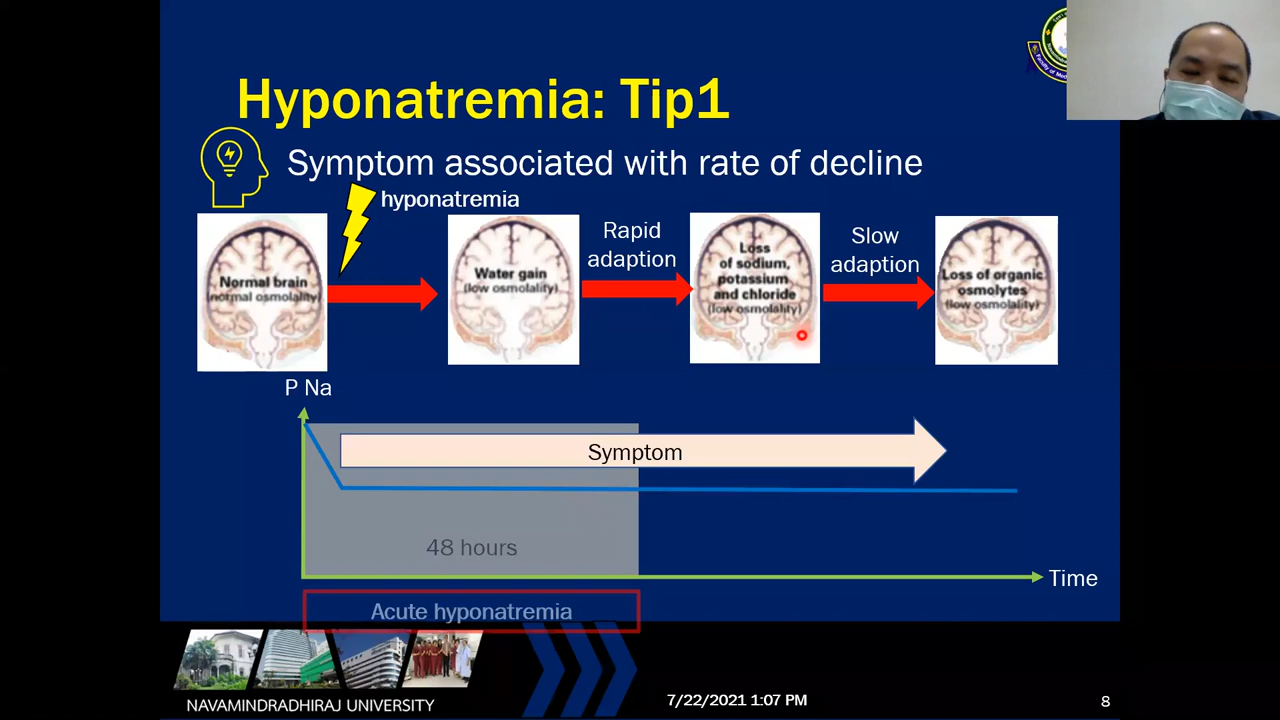 Hyponatremia: Tip1
Symptom associated with rate of decline
hyponatremia
Normal brain
(normal osmolality)
Water gain
(low osmolality)
Rapid
adaption
Loss
of sodium,
potassium
and chloride
(low osmolality)
Slow
adaption
Loss of organic
osmolytes
(low osmolality)
P Na
Symptom
48 hours
Time
Acute hyponatremia
NAVAMINDRADHIRAJ UNIVERSITY
7/22/2021 1:07 PM
8